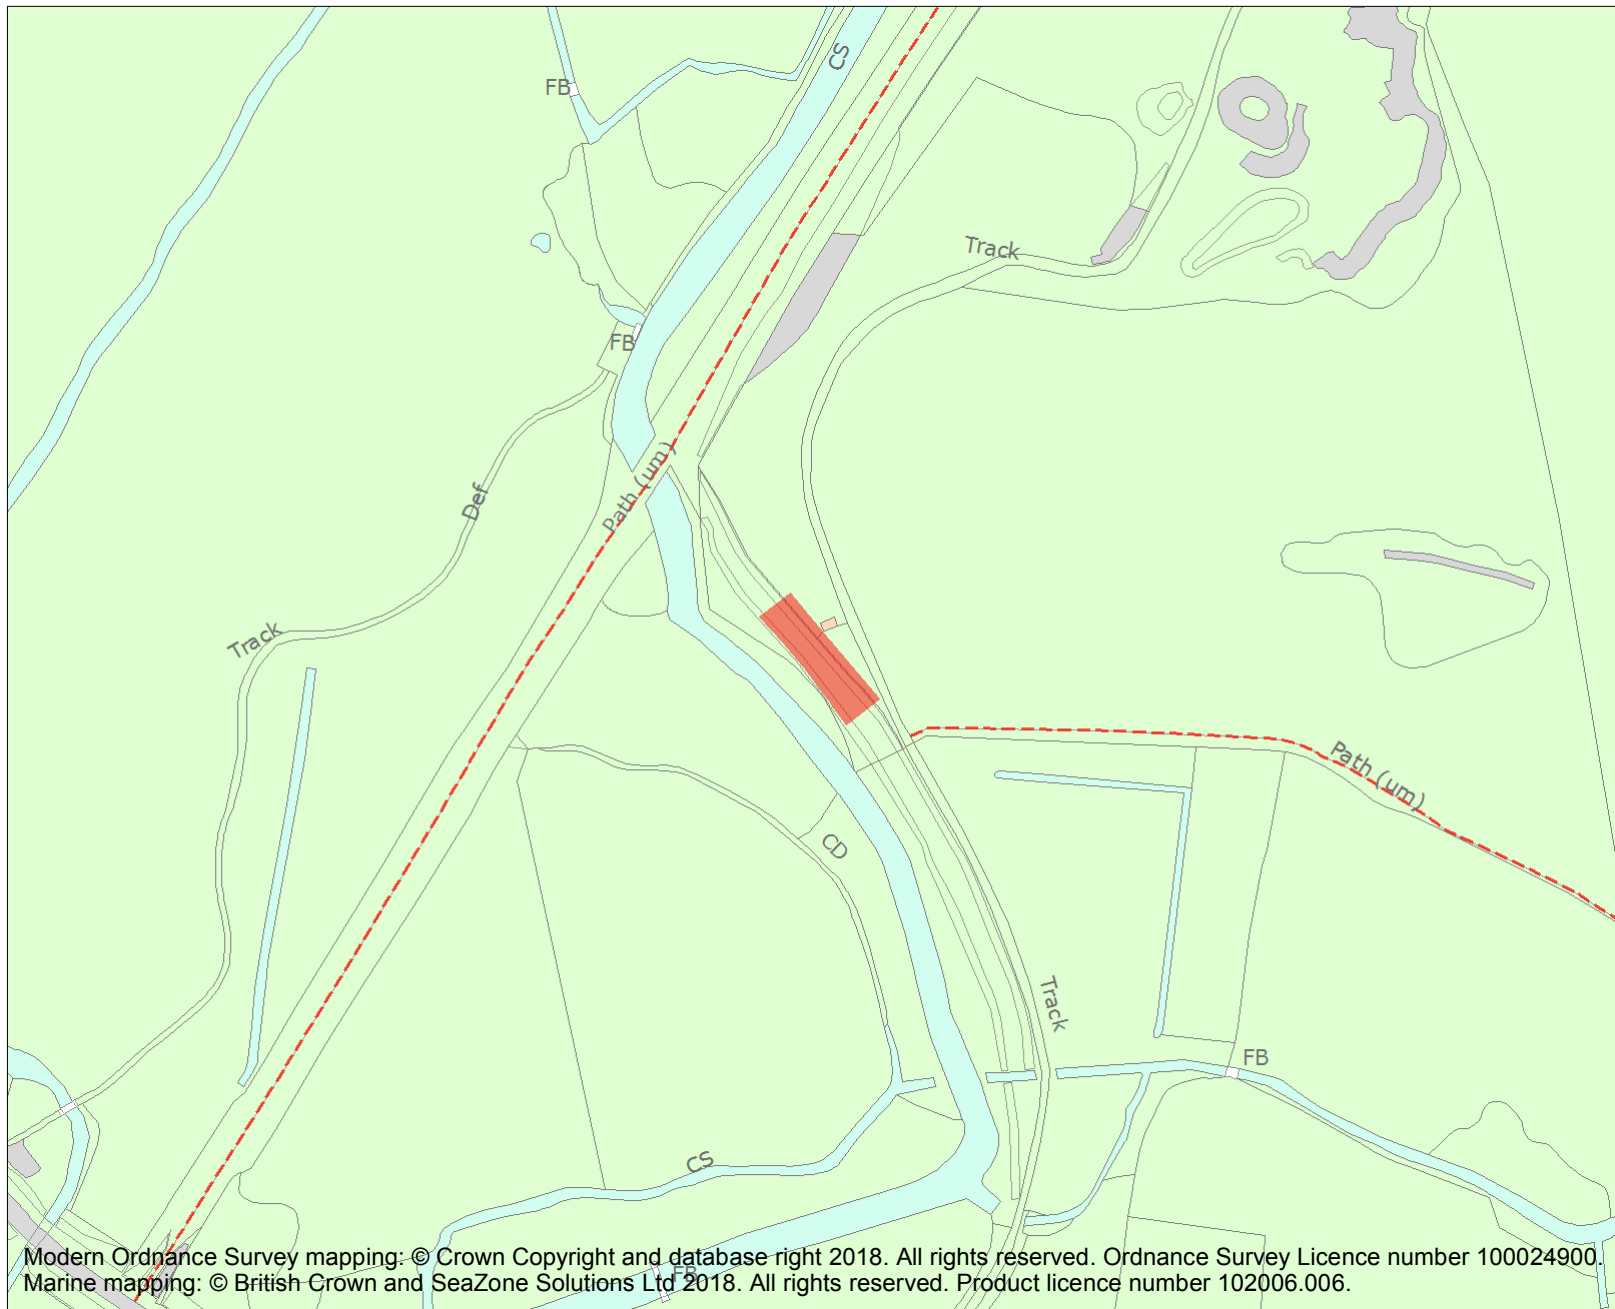 CS
FB
Track
FB
Path (um)
Def
Track
Path (um)
CD
Track
FB
CS
FB
Modern Ordnance Survey mapping: © Crown Copyright and database right 2018. All rights reserved. Ordnance Survey Licence number 100024900.
Marine mapping: © British Crown and SeaZone Solutions Ltd 2018. All rights reserved. Product licence number 102006.006.